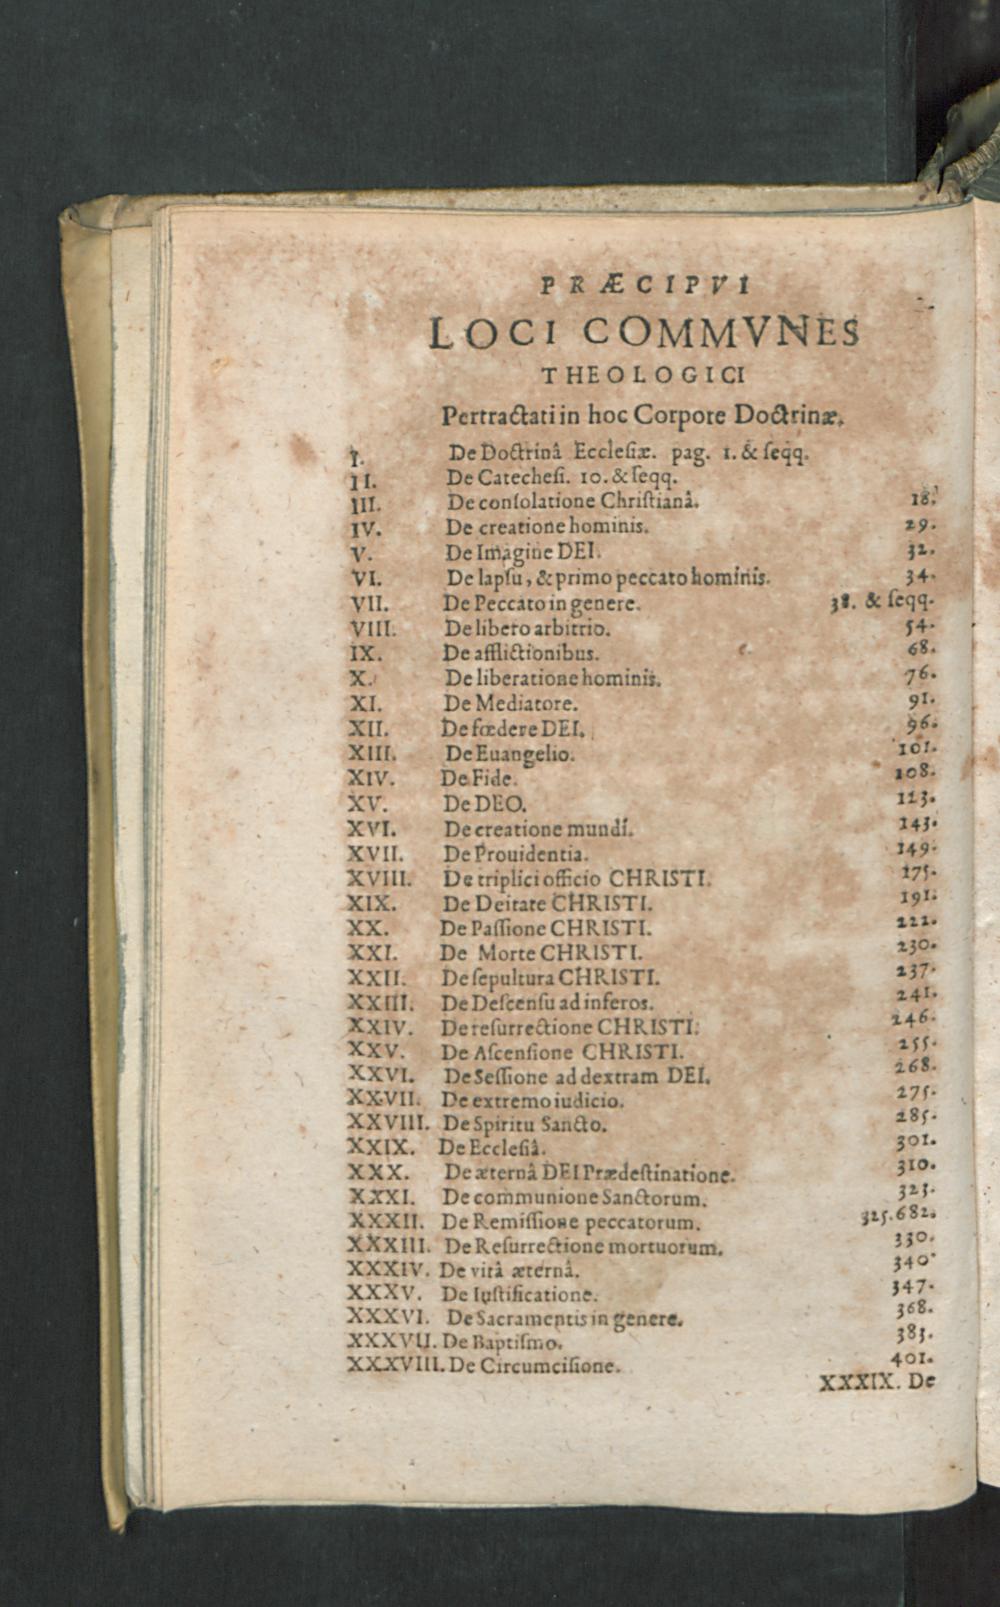 PRÆCIPVI
LOCI COMMVNES
THEOLOGICI
Pertractati in hoc Corpore Doctrinæ.
I. De Doctrinâ Ecclesiæ. pag. 1. & seqq.
II. De Catechesi. 10. & seqq.
III. De consolatione Christianâ. 18.
IV. De creatione hominis. 29.
V. De Imagine DEI. 32.
VI. De lapsu, & primo peccato hominis. 34.
VII. De Peccato in genere. 38. & seqq.
VIII. De libero arbitrio. 54.
IX. De afflictionibus. 68.
X. De liberatione hominis. 76.
XI. De Mediatore. 91.
XII. De fœdere DEI. 96.
XIII. De Euangelio. 101.
XIV. De Fide. 108.
XV. De DEO. 123.
XVI. De creatione mundi. 143.
XVII. De Prouidentia. 149.
XVIII. De triplici officio CHRISTI. 175.
XIX. De Deitate CHRISTI. 191.
XX. De Passione CHRISTI. 222.
XXI. De Morte CHRISTI. 230.
XXII. De sepultura CHRISTI. 237.
XXIII. De Descensu ad inferos. 241.
XXIV. De resurrectione CHRISTI. 246.
XXV. De Ascensione CHRISTI. 255.
XXVI. De Sessione ad dextram DEI. 268.
XXVII. De extremo iudicio. 275.
XXVIII. De Spiritu Sancto. 285.
XXIX. De Ecclesiâ. 301.
XXX. De æternâ DEI Prædestinatione. 310.
XXXI. De communione Sanctorum. 323.
XXXII. De Remissione peccatorum. 325. 682.
XXXIII. De Resurrectione mortuorum. 330.
XXXIV. De vitâ æternâ. 340.
XXXV. De Iustificatione. 347.
XXXVI. De Sacramentis in genere. 368.
XXXVII. De Baptismo. 383.
XXXVIII. De Circumcisione. 401.
XXXIX. De